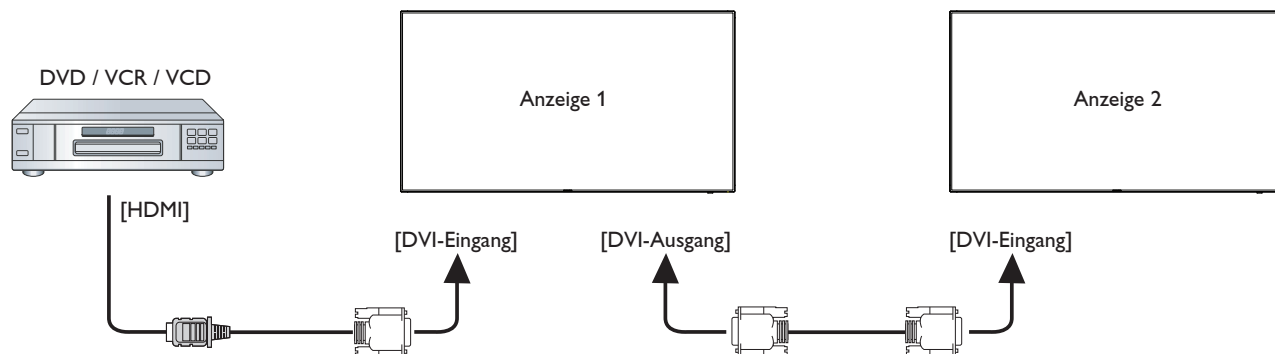 DVD / VCR / VCD
Anzeige 1
Anzeige 2
[HDMI]
[DVI-Eingang]
[DVI-Ausgang]
[DVI-Eingang]